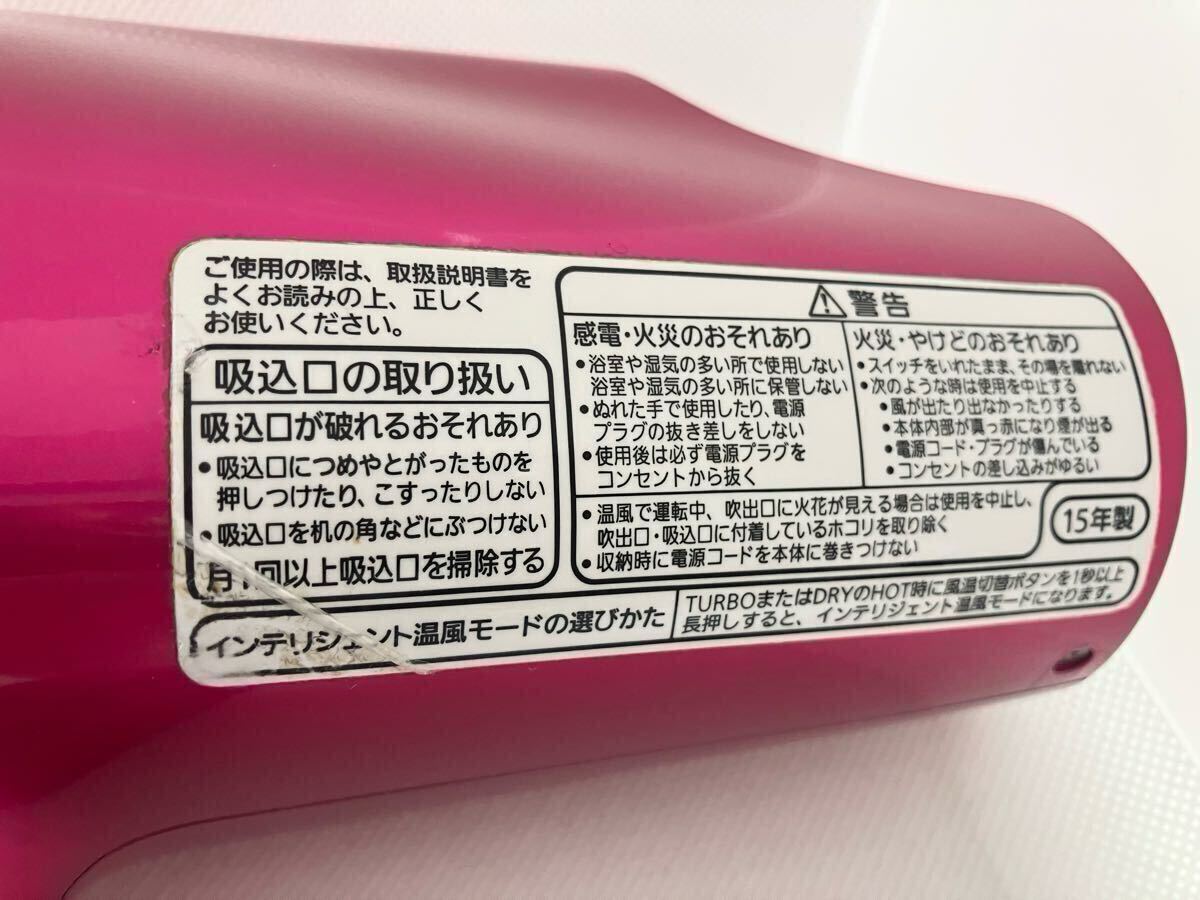 ご使用の際は、取扱説明書を
よくお読みの上、正しく
お使いください。
吸込口の取り扱い
吸込口が破れるおそれあり
•吸込口につめやとがったものを
押しつけたり、こすったりしない
•吸込口を机の角などにぶつけない
月1回以上吸込口を掃除する
⚠警告
感電・火災のおそれあり
•浴室や湿気の多い所で使用しない
浴室や湿気の多い所に保管しない
•ぬれた手で使用したり、電源
プラグの抜き差しをしない
•使用後は必ず電源プラグを
コンセントから抜く
火災・やけどのおそれあり
•スイッチをいれたまま、その場を離れない
•次のような時は使用を中止する
•風が出たり出なかったりする
•本体内部が真っ赤になり煙が出る
•電源コード・プラグが傷んでいる
•コンセントの差し込みがゆるい
•温風で運転中、吹出口に火花が見える場合は使用を中止し、
吹出口・吸込口に付着しているホコリを取り除く
•収納時に電源コードを本体に巻きつけない
15年製
インテリジェント温風モードの選びかた
TURBOまたはDRYのHOT時に風温切替ボタンを1秒以上
長押しすると、インテリジェント温風モードになります。